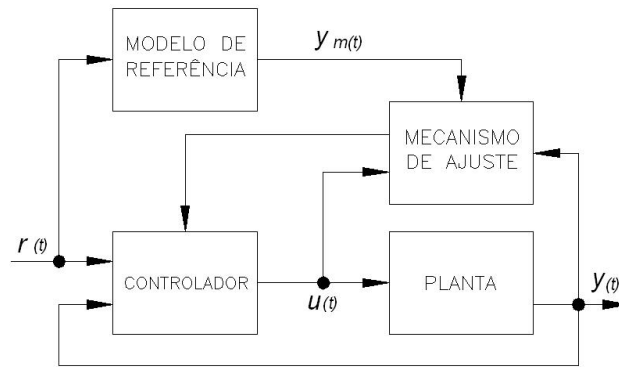 MODELO DE
REFERÊNCIA
y m(t)
MECANISMO
DE AJUSTE
r (t)
CONTROLADOR
u(t)
PLANTA
y(t)